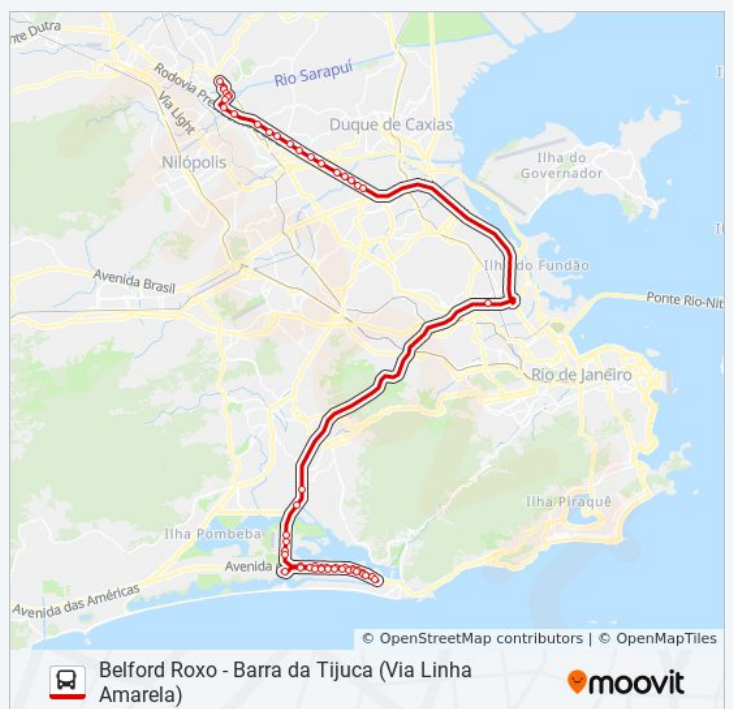 nte Dutra
Rodovia Pre
Rio Sarapuí
Via Light
Duque de Caxias
Nilópolis
Ilha do
Governador
Avenida Brasil
Ilha do Fundão
Ponte Rio-Nit
Rio de Janeiro
Ilha Piraquê
Ilha Pombeba
Avenida
Avenida das Américas
© OpenStreetMap contributors | © OpenMapTiles
Belford Roxo - Barra da Tijuca (Via Linha
Amarela)
moovit